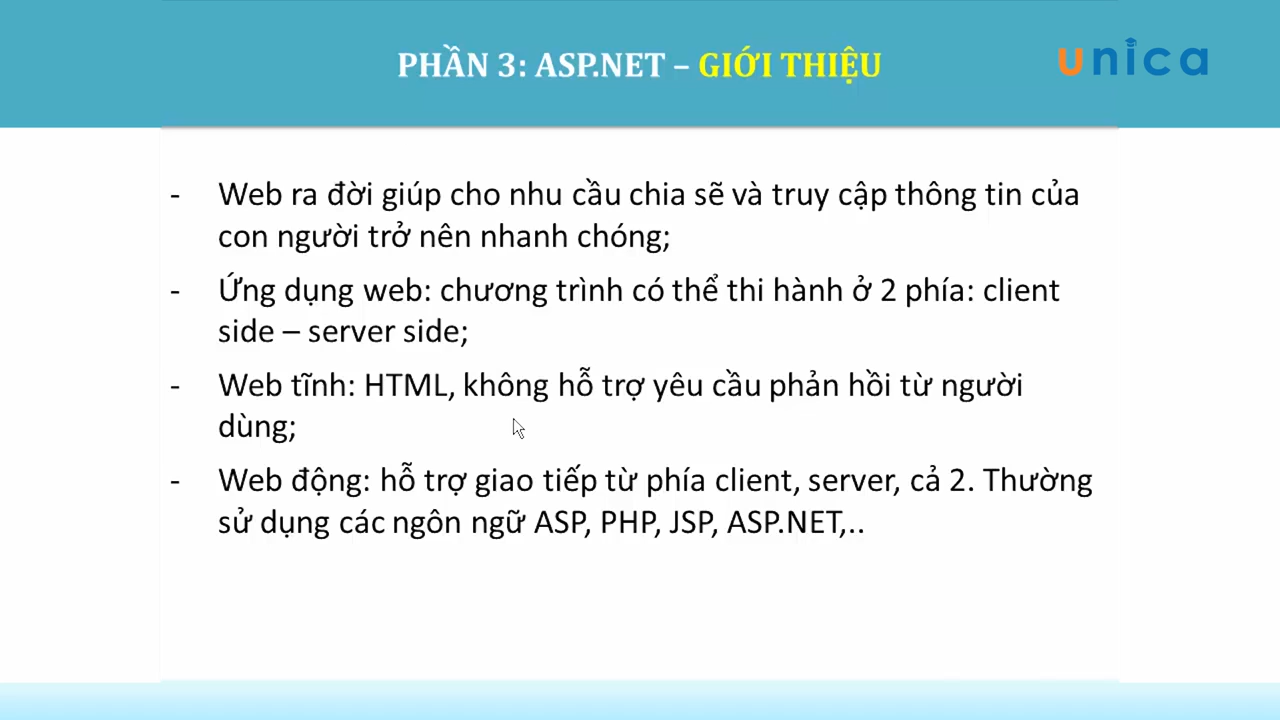 PHẦN 3: ASP.NET – GIỚI THIỆU
unica
- Web ra đời giúp cho nhu cầu chia sẽ và truy cập thông tin của
con người trở nên nhanh chóng;
- Ứng dụng web: chương trình có thể thi hành ở 2 phía: client
side – server side;
- Web tĩnh: HTML, không hỗ trợ yêu cầu phản hồi từ người
dùng;
- Web động: hỗ trợ giao tiếp từ phía client, server, cả 2. Thường
sử dụng các ngôn ngữ ASP, PHP, JSP, ASP.NET,..